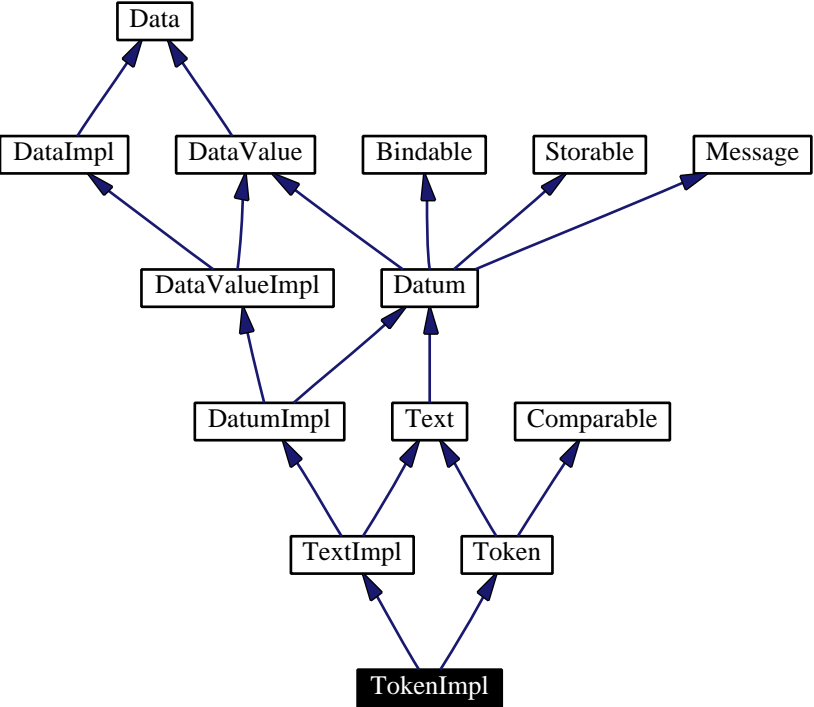 Data
DataImpl
DataValue
Bindable
Storable
Message
DataValueImpl
Datum
DatumImpl
Text
Comparable
TextImpl
Token
TokenImpl